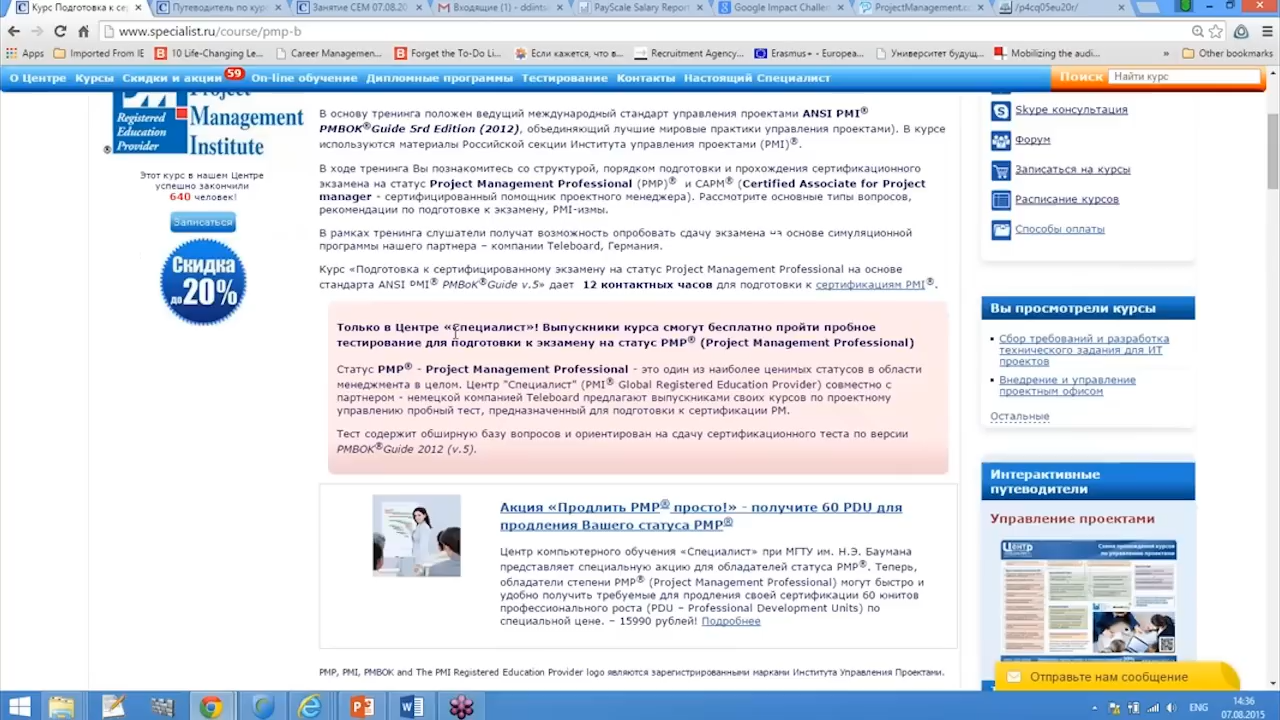 Курс Подготовка к се
Путеводитель по курс
Занятие СЕМ 07.08.20
Входящие (1) - ddints
PayScale Salary Report
Google Impact Challen
ProjectManagement.c
/p4cq05eu20r/
www.specialist.ru/course/pmp-b
Apps
Imported From IE
10 Life-Changing Le...
Career Managemen...
Forget the To-Do Li...
Если кажется, что в...
Recruitment Agency...
Erasmus+ - Europea...
Университет будущ...
Mobilizing the audi...
»
Other bookmarks
О Центре Курсы Скидки и акции 59 On-line обучение Дипломные программы Тестирование Контакты Настоящий Специалист
Поиск Найти курс
Registered
Education
Provider
Project
Management
Institute
®
Этот курс в нашем Центре
успешно закончили
640 человек!
Записаться
Скидка
до 20%
В основу тренинга положен ведущий международный стандарт управления проектами ANSI PMI®
PMBOK®Guide 5rd Edition (2012), объединяющий лучшие мировые практики управления проектами). В курсе
используются материалы Российской секции Института управления проектами (PMI)®.
В ходе тренинга Вы познакомитесь со структурой, порядком подготовки и прохождения сертификационного
экзамена на статус Project Management Professional (PMP)® и CAPM® (Certified Associate for Project
manager - сертифицированный помощник проектного менеджера). Рассмотрите основные типы вопросов,
рекомендации по подготовке к экзамену, PMI-измы.
В рамках тренинга слушатели получат возможность опробовать сдачу экзамена на основе симуляционной
программы нашего партнера – компании Teleboard, Германия.
Курс «Подготовка к сертифицированному экзамену на статус Project Management Professional на основе
стандарта ANSI PMI® PMBoK®Guide v.5» дает 12 контактных часов для подготовки к сертификациям PMI®.
Только в Центре «Специалист»! Выпускники курса смогут бесплатно пройти пробное
тестирование для подготовки к экзамену на статус PMP® (Project Management Professional)
Статус PMP® - Project Management Professional - это один из наиболее ценимых статусов в области
менеджмента в целом. Центр "Специалист" (PMI® Global Registered Education Provider) совместно с
партнером - немецкой компанией Teleboard предлагают выпускниками своих курсов по проектному
управлению пробный тест, предназначенный для подготовки к сертификации PM.
Тест содержит обширную базу вопросов и ориентирован на сдачу сертификационного теста по версии
PMBOK®Guide 2012 (v.5).
Акция «Продлить PMP® просто!» - получите 60 PDU для
продления Вашего статуса PMP®
Центр компьютерного обучения «Специалист» при МГТУ им. Н.Э. Баумана
представляет специальную акцию для обладателей статуса PMP®. Теперь,
обладатели степени PMP® (Project Management Professional) могут быстро и
удобно получить требуемые для продления своей сертификации 60 юнитов
профессионального роста (PDU – Professional Development Units) по
специальной цене. – 15990 рублей! Подробнее
PMP, PMI, PMBOK and The PMI Registered Education Provider logo являются зарегистрированными марками Института Управления Проектами.
Skype консультация
Форум
Записаться на курсы
Расписание курсов
Способы оплаты
Вы просмотрели курсы
Сбор требований и разработка
технического задания для ИТ
проектов
Внедрение и управление
проектным офисом
Остальные
Интерактивные
путеводители
Управление проектами
Отправьте нам сообщение
ENG
14:36
07.08.2015